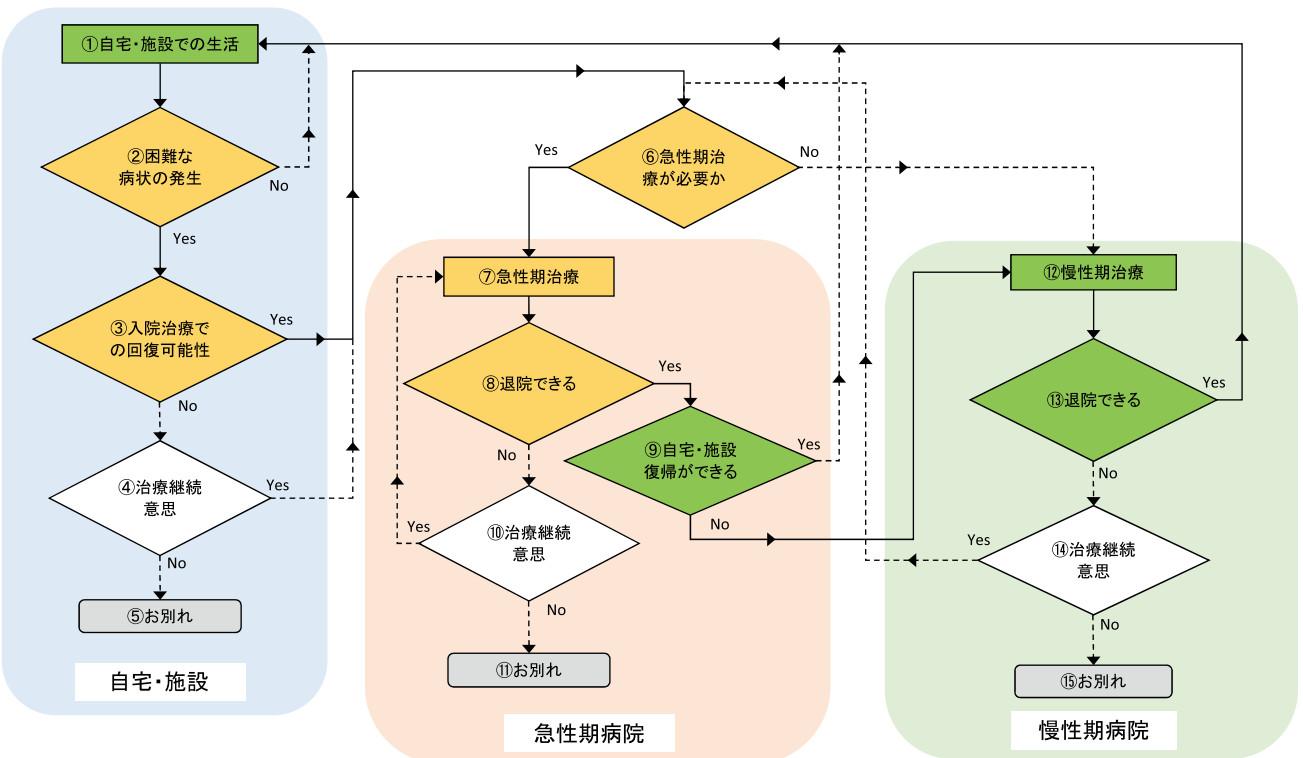 ①自宅・施設での生活
②困難な
病状の発生
No
Yes
③入院治療で
の回復可能性
Yes
No
④治療継続
意思
Yes
No
⑤お別れ
自宅・施設
⑥急性期治
療が必要か
Yes
No
⑦急性期治療
⑧退院できる
Yes
No
⑨自宅・施設
復帰ができる
Yes
No
⑩治療継続
意思
Yes
No
⑪お別れ
急性期病院
⑫慢性期治療
⑬退院できる
Yes
No
⑭治療継続
意思
Yes
No
⑮お別れ
慢性期病院